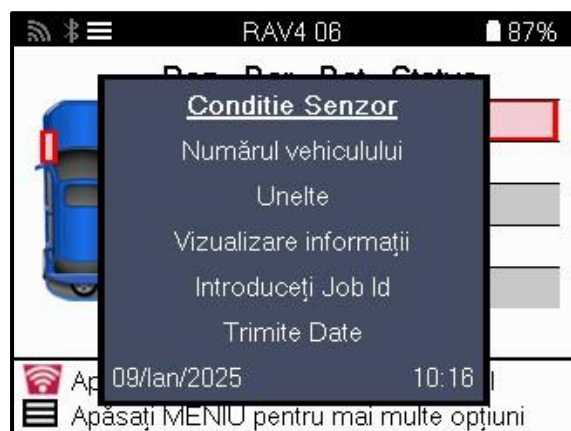 RAV4 06
87%
Conditie Senzor
Numărul vehiculului
Unelte
Vizualizare informații
Introduceți Job Id
Trimite Date
09/Ian/2025 10:16
Apăsați MENIU pentru mai multe opțiuni